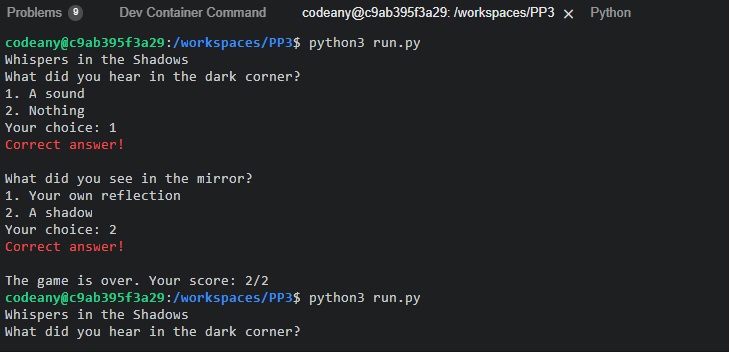 Problems 9 Dev Container Command codeany@c9ab395f3a29: /workspaces/PP3 × Python
codeany@c9ab395f3a29:/workspaces/PP3$ python3 run.py
Whispers in the Shadows
What did you hear in the dark corner?
1. A sound
2. Nothing
Your choice: 1
Correct answer!
What did you see in the mirror?
1. Your own reflection
2. A shadow
Your choice: 2
Correct answer!
The game is over. Your score: 2/2
codeany@c9ab395f3a29:/workspaces/PP3$ python3 run.py
Whispers in the Shadows
What did you hear in the dark corner?